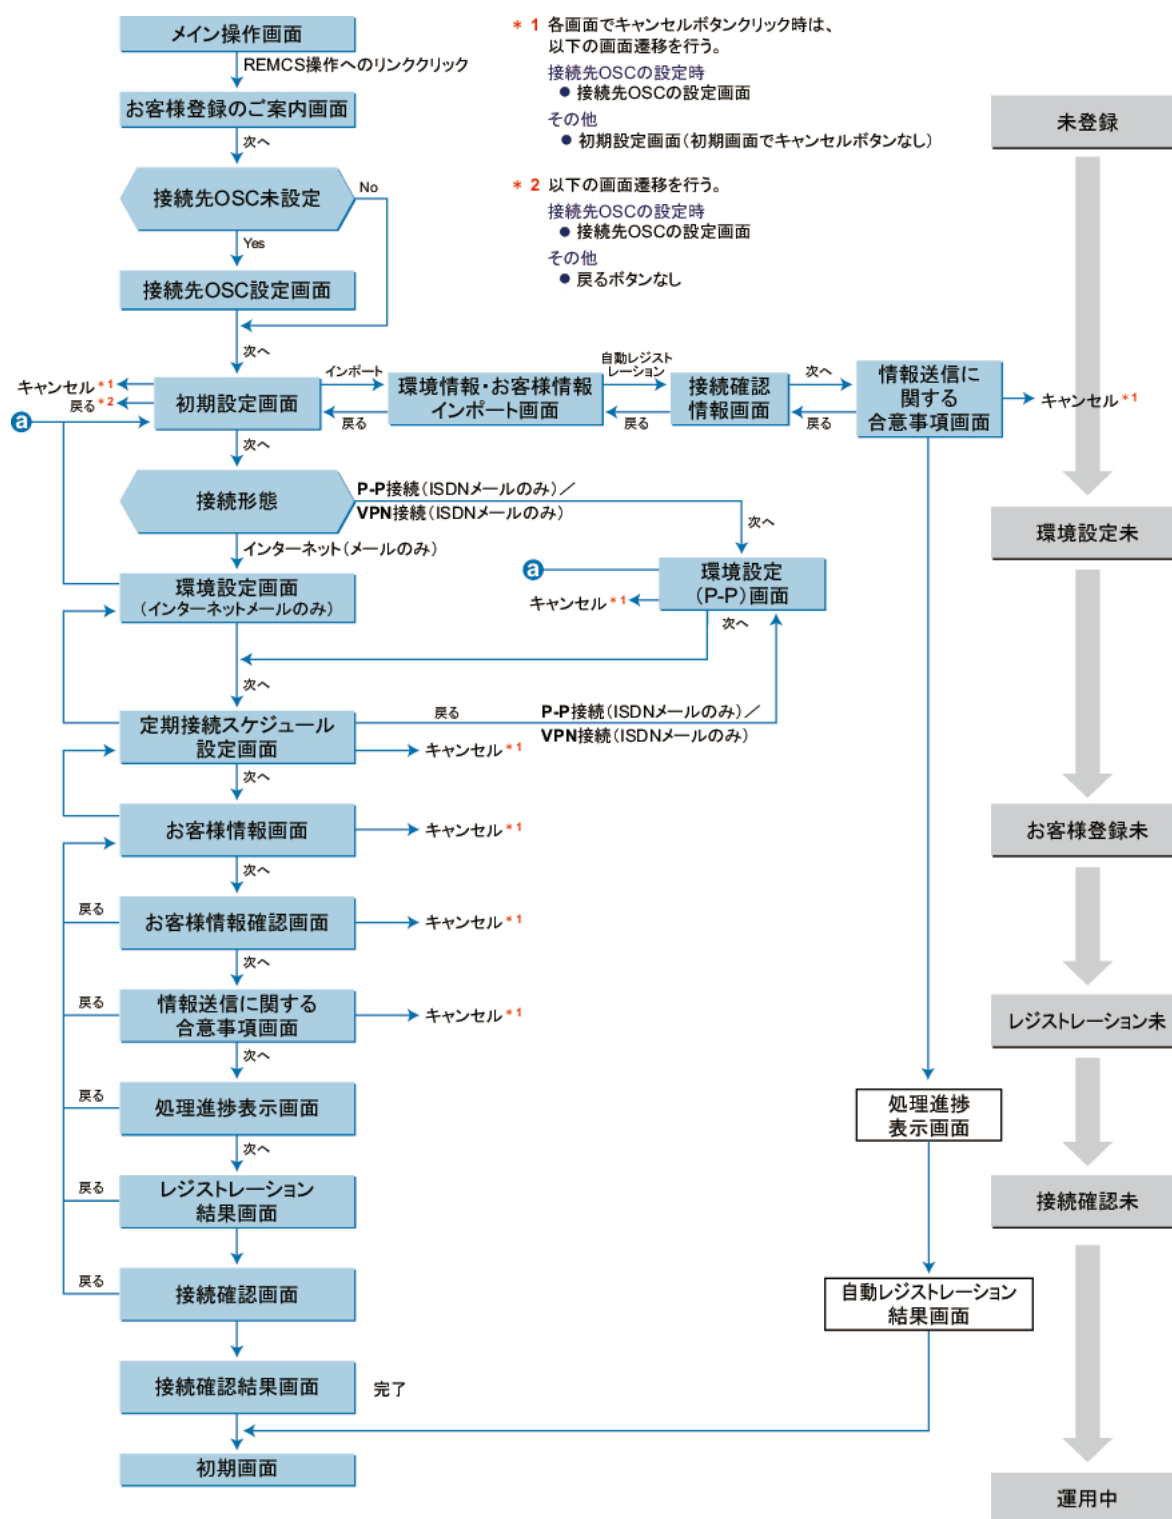 メイン操作画面
REMCS操作へのリンククリック
お客様登録のご案内画面
次へ
接続先OSC未設定
No
Yes
接続先OSC設定画面
次へ
* 1 各画面でキャンセルボタンクリック時は、
以下の画面遷移を行う。
接続先OSCの設定時
● 接続先OSCの設定画面
その他
● 初期設定画面(初期画面でキャンセルボタンなし)
* 2 以下の画面遷移を行う。
接続先OSCの設定時
● 接続先OSCの設定画面
その他
● 戻るボタンなし
キャンセル *1
戻る *2
a
初期設定画面
インポート
戻る
環境情報・お客様情報
インポート画面
自動レジスト
レーション
戻る
接続確認
情報画面
次へ
戻る
情報送信に
関する
合意事項画面
キャンセル *1
次へ
接続形態
P-P接続(ISDNメールのみ)/
VPN接続(ISDNメールのみ)
次へ
インターネット(メールのみ)
環境設定画面
(インターネットメールのみ)
a
キャンセル *1
環境設定
(P-P)画面
次へ
次へ
定期接続スケジュール
設定画面
戻る
P-P接続(ISDNメールのみ)/
VPN接続(ISDNメールのみ)
キャンセル *1
次へ
お客様情報画面
キャンセル *1
次へ
戻る
お客様情報確認画面
キャンセル *1
次へ
戻る
情報送信に関する
合意事項画面
キャンセル *1
次へ
戻る
処理進捗表示画面
次へ
戻る
レジストレーション
結果画面
戻る
接続確認画面
接続確認結果画面
完了
初期画面
処理進捗
表示画面
自動レジストレーション
結果画面
未登録
環境設定未
お客様登録未
レジストレーション未
接続確認未
運用中